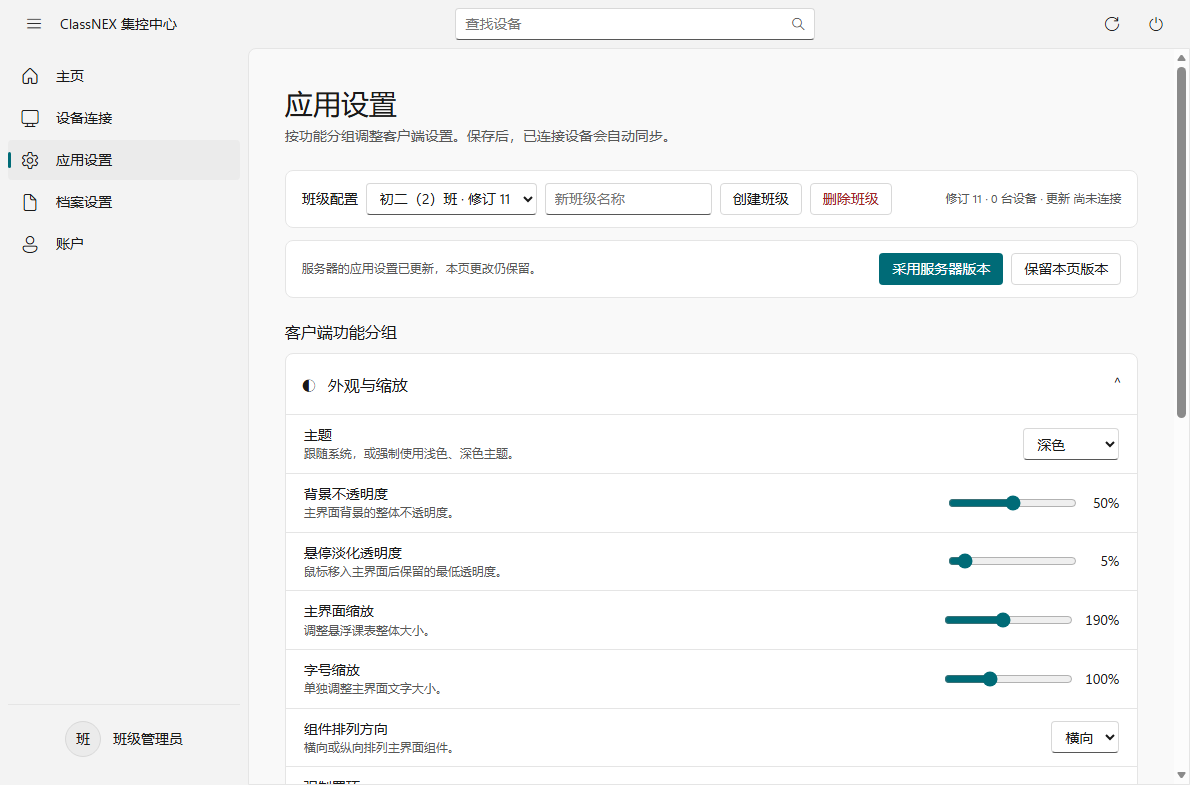 ClassNEX 集控中心
查找设备
主页
设备连接
应用设置
档案设置
账户
班
班级管理员
应用设置
按功能分组调整客户端设置。保存后，已连接设备会自动同步。
班级配置 初二（2）班 · 修订 11 新班级名称 创建班级 删除班级 修订 11 · 0 台设备 · 更新 尚未连接
服务器的应用设置已更新，本页更改仍保留。 采用服务器版本 保留本页版本
客户端功能分组
外观与缩放
主题
跟随系统，或强制使用浅色、深色主题。
深色
背景不透明度
主界面背景的整体不透明度。
50%
悬停淡化透明度
鼠标移入主界面后保留的最低透明度。
5%
主界面缩放
调整悬浮课表整体大小。
190%
字号缩放
单独调整主界面文字大小。
100%
组件排列方向
横向或纵向排列主界面组件。
横向